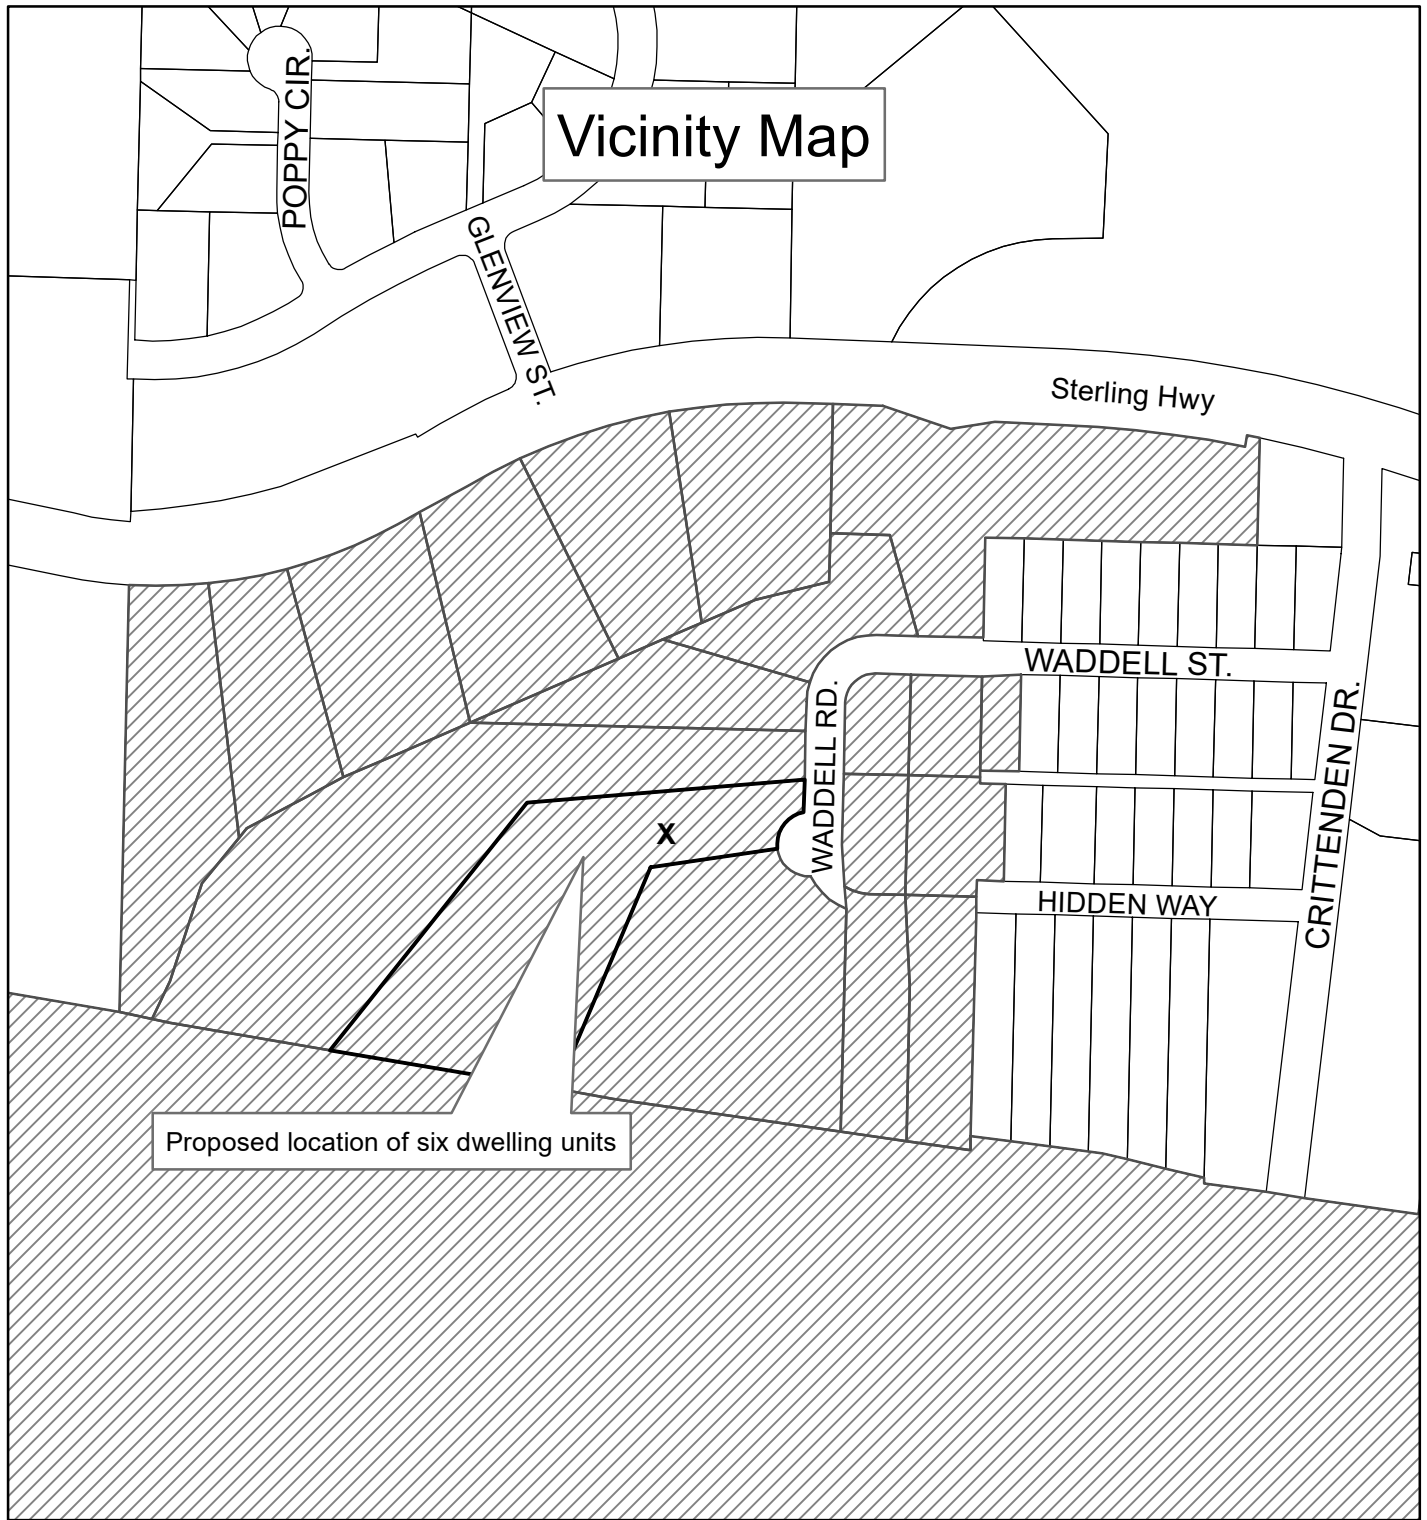 POPPY CIR.
Vicinity Map
GLENVIEW ST.
Sterling Hwy
WADDELL ST.
WADDELL RD.
CRITTENDEN DR.
X
HIDDEN WAY
Proposed location of six dwelling units